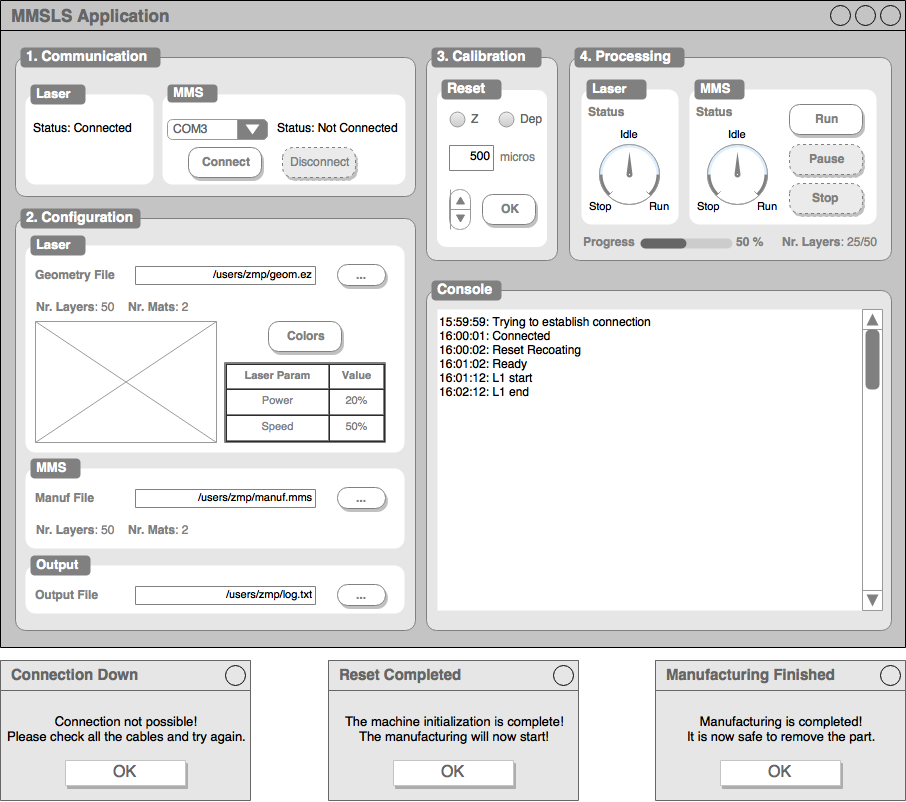 MMSLS Application
1. Communication
Laser
Status: Connected
MMS
COM3
Status: Not Connected
Connect
Disconnect
2. Configuration
Laser
Geometry File
/users/zmp/geom.ez
...
Nr. Layers: 50 Nr. Mats: 2
Colors
Laser Param Value
Power 20%
Speed 50%
MMS
Manuf File
/users/zmp/manuf.mms
...
Nr. Layers: 50 Nr. Mats: 2
Output
Output File
/users/zmp/log.txt
...
3. Calibration
Reset
Z Dep
500 micros
OK
4. Processing
Laser
Status
Idle
Stop Run
MMS
Status
Idle
Stop Run
Run
Pause
Stop
Progress 50 % Nr. Layers: 25/50
Console
15:59:59: Trying to establish connection
16:00:01: Connected
16:00:02: Reset Recoating
16:01:02: Ready
16:01:12: L1 start
16:02:12: L1 end
Connection Down
Connection not possible!
Please check all the cables and try again.
OK
Reset Completed
The machine initialization is complete!
The manufacturing will now start!
OK
Manufacturing Finished
Manufacturing is completed!
It is now safe to remove the part.
OK